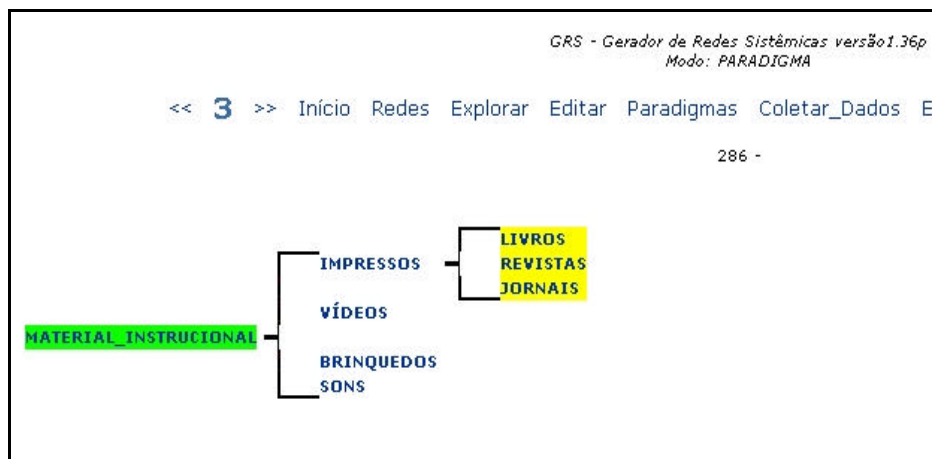 GRS - Gerador de Redes Sistêmicas versão1.36p
Modo: PARADIGMA
<< 3 >> Início Redes Explorar Editar Paradigmas Coletar_Dados E
286 -
LIVROS
IMPRESSOS REVISTAS
JORNAIS
VÍDEOS
MATERIAL_INSTRUCIONAL
BRINQUEDOS
SONS